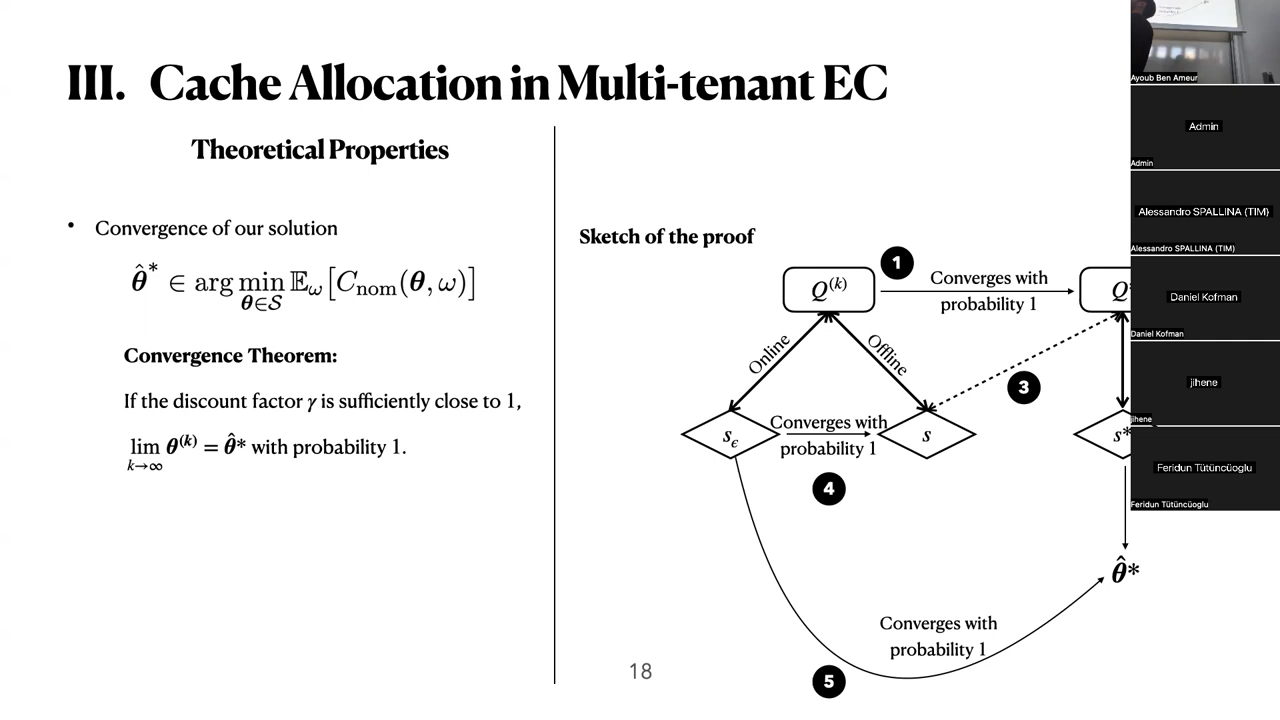 III. Cache Allocation in Multi-tenant EC
Theoretical Properties
• Convergence of our solution
θ̂* ∈ arg min_{θ∈S} 𝔼_ω[C_nom(θ, ω)]
Convergence Theorem:
If the discount factor γ is sufficiently close to 1,
lim_{k→∞} θ^(k) = θ̂* with probability 1.
Sketch of the proof
1
Q^(k)
Converges with
probability 1
Q
Online
Offline
3
s_ϵ
Converges with
probability 1
s
s*
4
θ̂*
Converges with
probability 1
5
18
Ayoub Ben Ameur
Admin
Admin
Alessandro SPALLINA (TIM)
Alessandro SPALLINA (TIM)
Daniel Kofman
Daniel Kofman
jihene
jihene
Feridun Tütüncüoglu
Feridun Tütüncüoglu